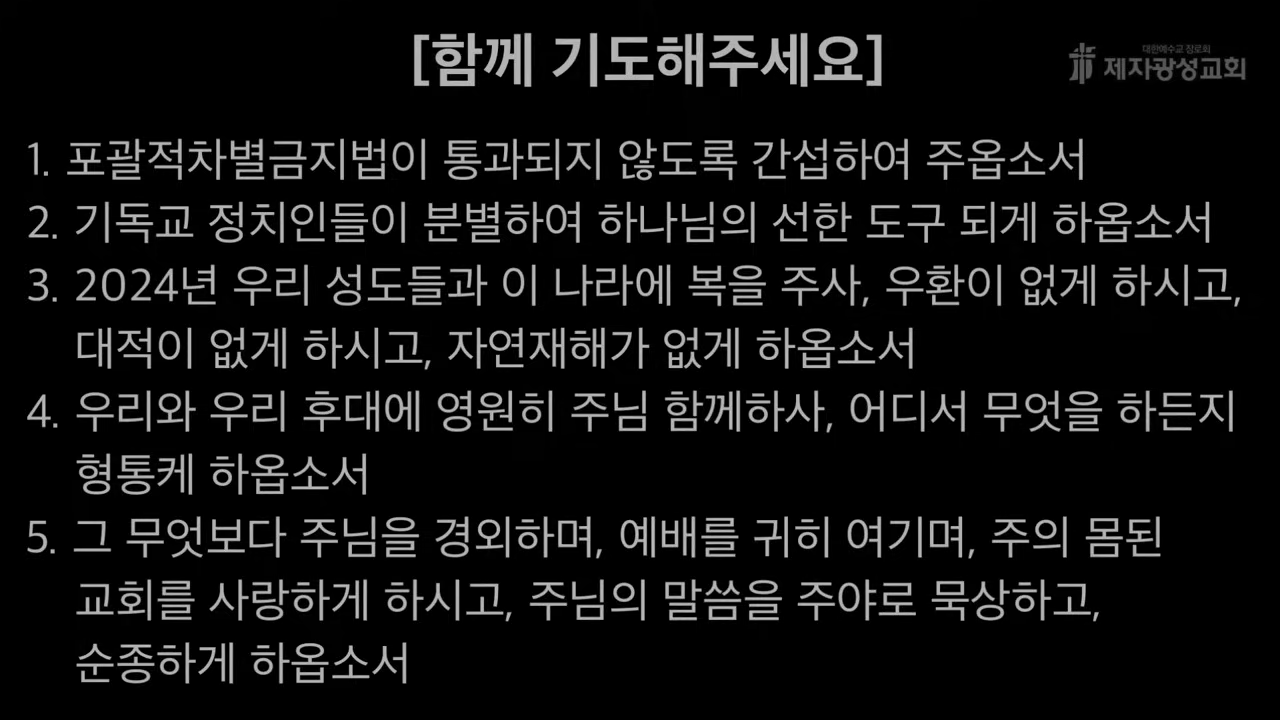 [함께 기도해주세요]
대한예수교 장로회
제자광성교회
1. 포괄적차별금지법이 통과되지 않도록 간섭하여 주옵소서
2. 기독교 정치인들이 분별하여 하나님의 선한 도구 되게 하옵소서
3. 2024년 우리 성도들과 이 나라에 복을 주사, 우환이 없게 하시고,
대적이 없게 하시고, 자연재해가 없게 하옵소서
4. 우리와 우리 후대에 영원히 주님 함께하사, 어디서 무엇을 하든지
형통케 하옵소서
5. 그 무엇보다 주님을 경외하며, 예배를 귀히 여기며, 주의 몸된
교회를 사랑하게 하시고, 주님의 말씀을 주야로 묵상하고,
순종하게 하옵소서